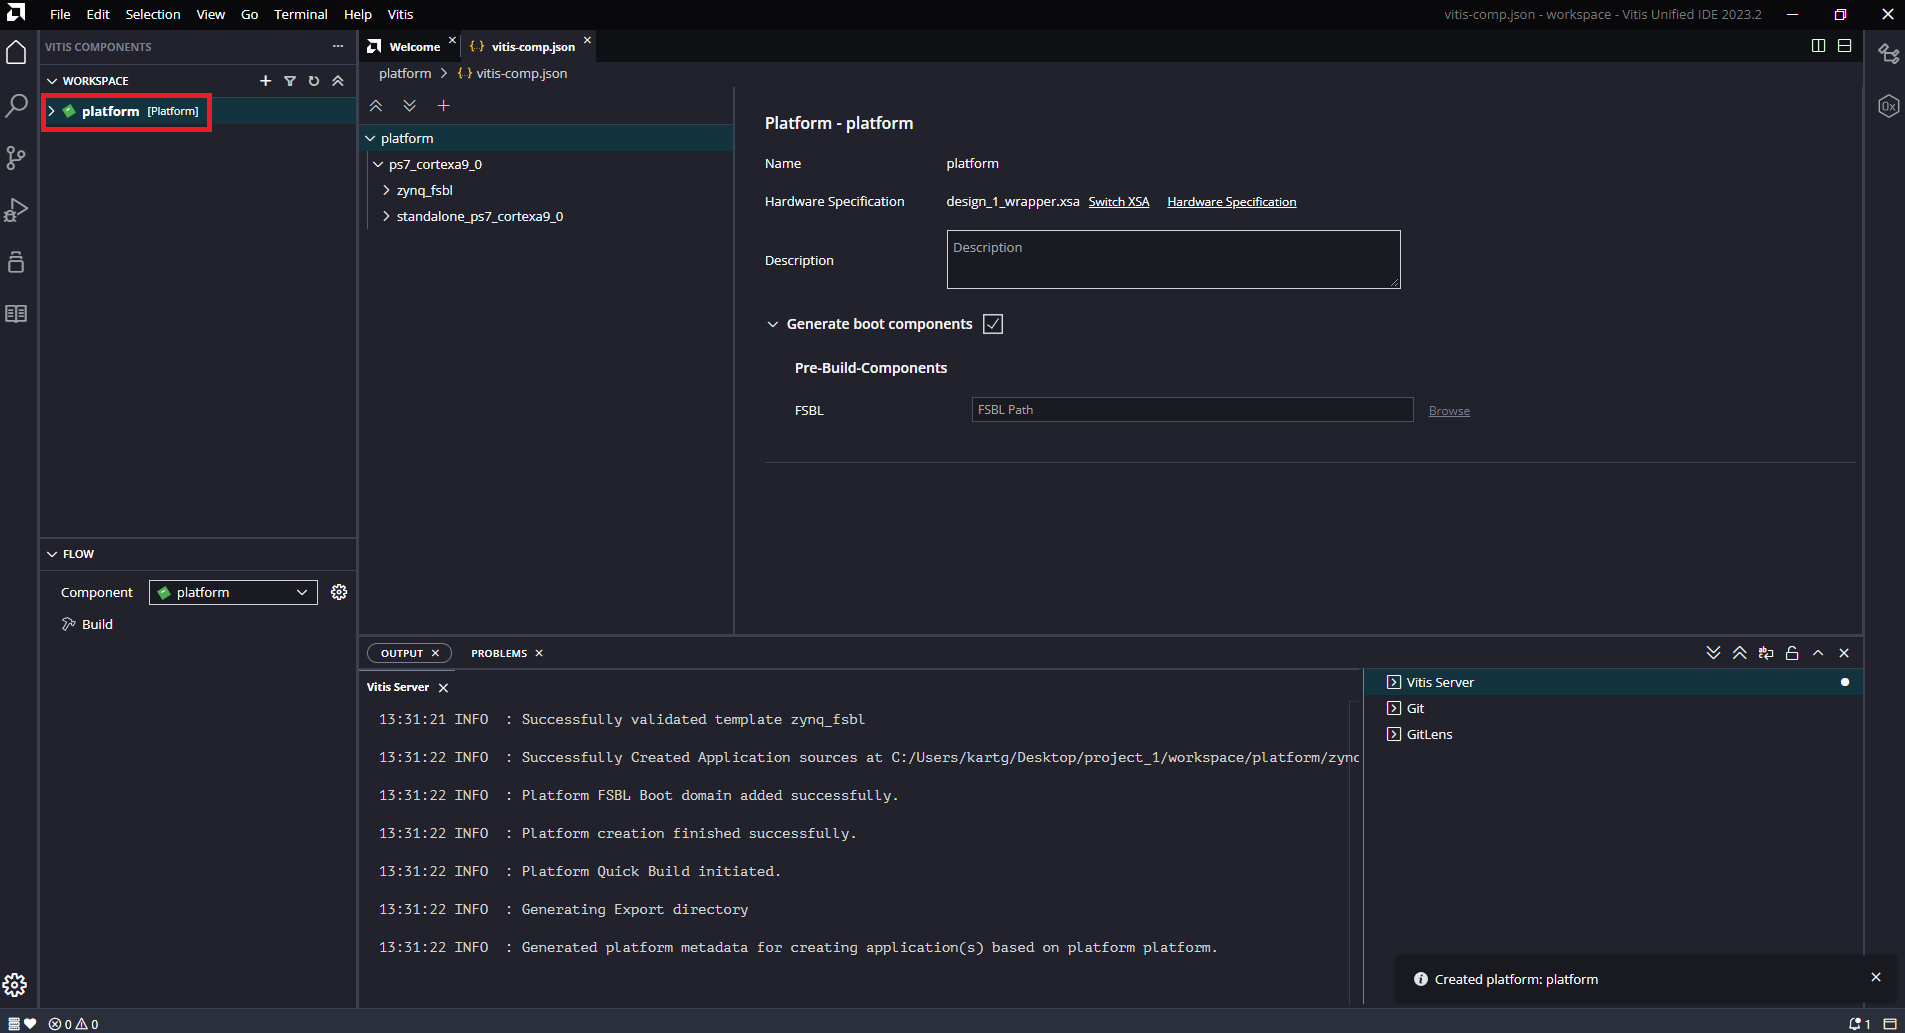 File Edit Selection View Go Terminal Help Vitis
vitis-comp.json - workspace - Vitis Unified IDE 2023.2
VITIS COMPONENTS
WORKSPACE
platform [Platform]
FLOW
Component platform
Build
Welcome
{..} vitis-comp.json
platform > {..} vitis-comp.json
platform
ps7_cortexa9_0
zynq_fsbl
standalone_ps7_cortexa9_0
Platform - platform
Name platform
Hardware Specification design_1_wrapper.xsa Switch XSA Hardware Specification
Description Description
Generate boot components
Pre-Build-Components
FSBL FSBL Path Browse
OUTPUT PROBLEMS
Vitis Server
13:31:21 INFO : Successfully validated template zynq_fsbl
13:31:22 INFO : Successfully Created Application sources at C:/Users/kartg/Desktop/project_1/workspace/platform/zync
13:31:22 INFO : Platform FSBL Boot domain added successfully.
13:31:22 INFO : Platform creation finished successfully.
13:31:22 INFO : Platform Quick Build initiated.
13:31:22 INFO : Generating Export directory
13:31:22 INFO : Generated platform metadata for creating application(s) based on platform platform.
Vitis Server
Git
GitLens
0x
Created platform: platform
0 0
1